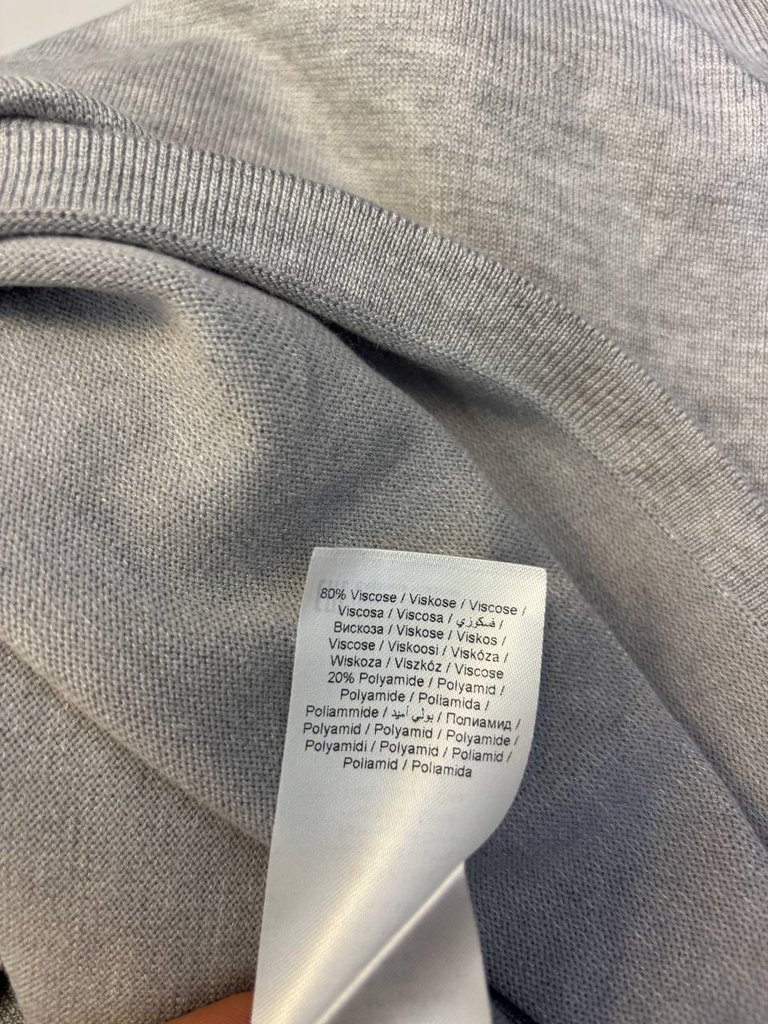 80% Viscose / Viskose / Viscose /
Viscosa / Viscosa / فسكوزي /
Вискоза / Viskose / Viskos /
Viscose / Viskoosi / Viskóza /
Wiskoza / Viszkóz / Viscose
20% Polyamide / Polyamid /
Polyamide / Poliamida /
Poliammide / بولي أميد / Полиамид /
Polyamid / Polyamid / Polyamide /
Polyamidi / Polyamid / Poliamid /
Poliamid / Poliamida